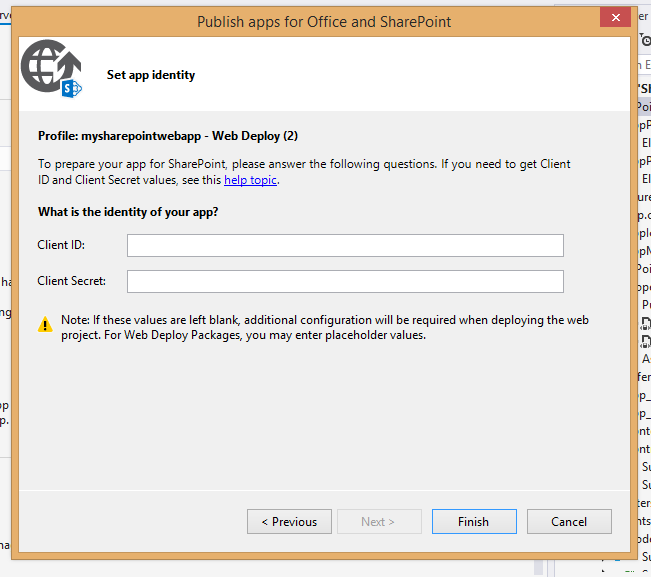 Publish apps for Office and SharePoint
Set app identity
Profile: mysharepointwebapp - Web Deploy (2)
To prepare your app for SharePoint, please answer the following questions. If you need to get Client
ID and Client Secret values, see this help topic.
What is the identity of your app?
Client ID:
Client Secret:
Note: If these values are left blank, additional configuration will be required when deploying the web
project. For Web Deploy Packages, you may enter placeholder values.
< Previous
Next >
Finish
Cancel